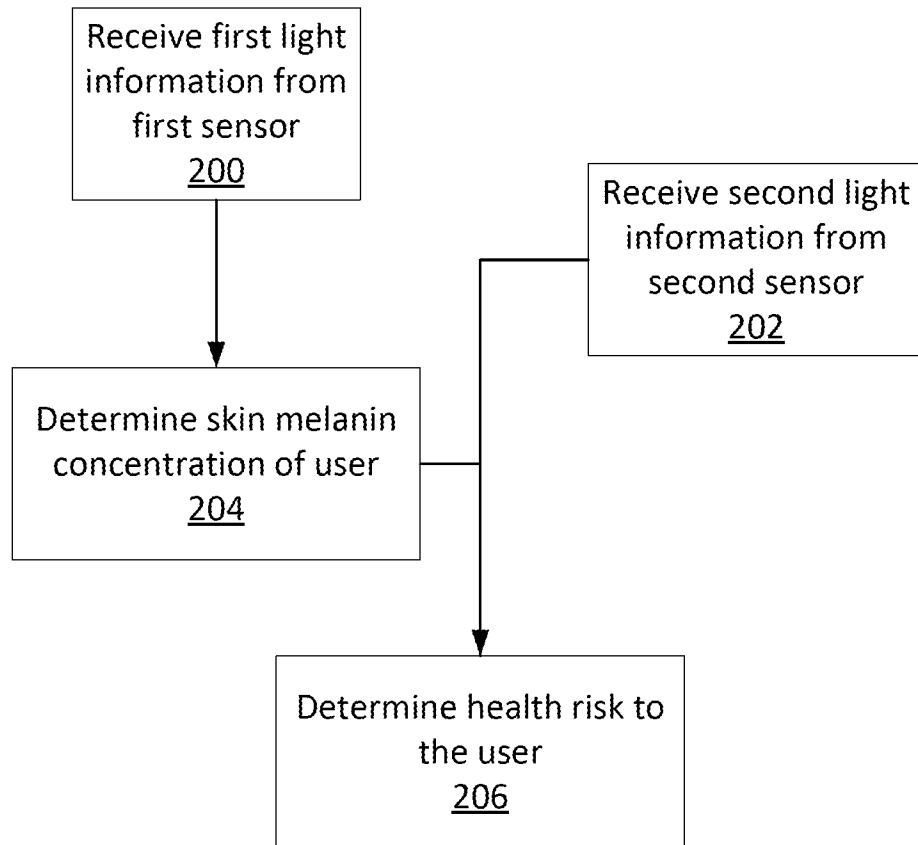 Receive first light
information from
first sensor
200
Receive second light
information from
second sensor
202
Determine skin melanin
concentration of user
204
Determine health risk to
the user
206